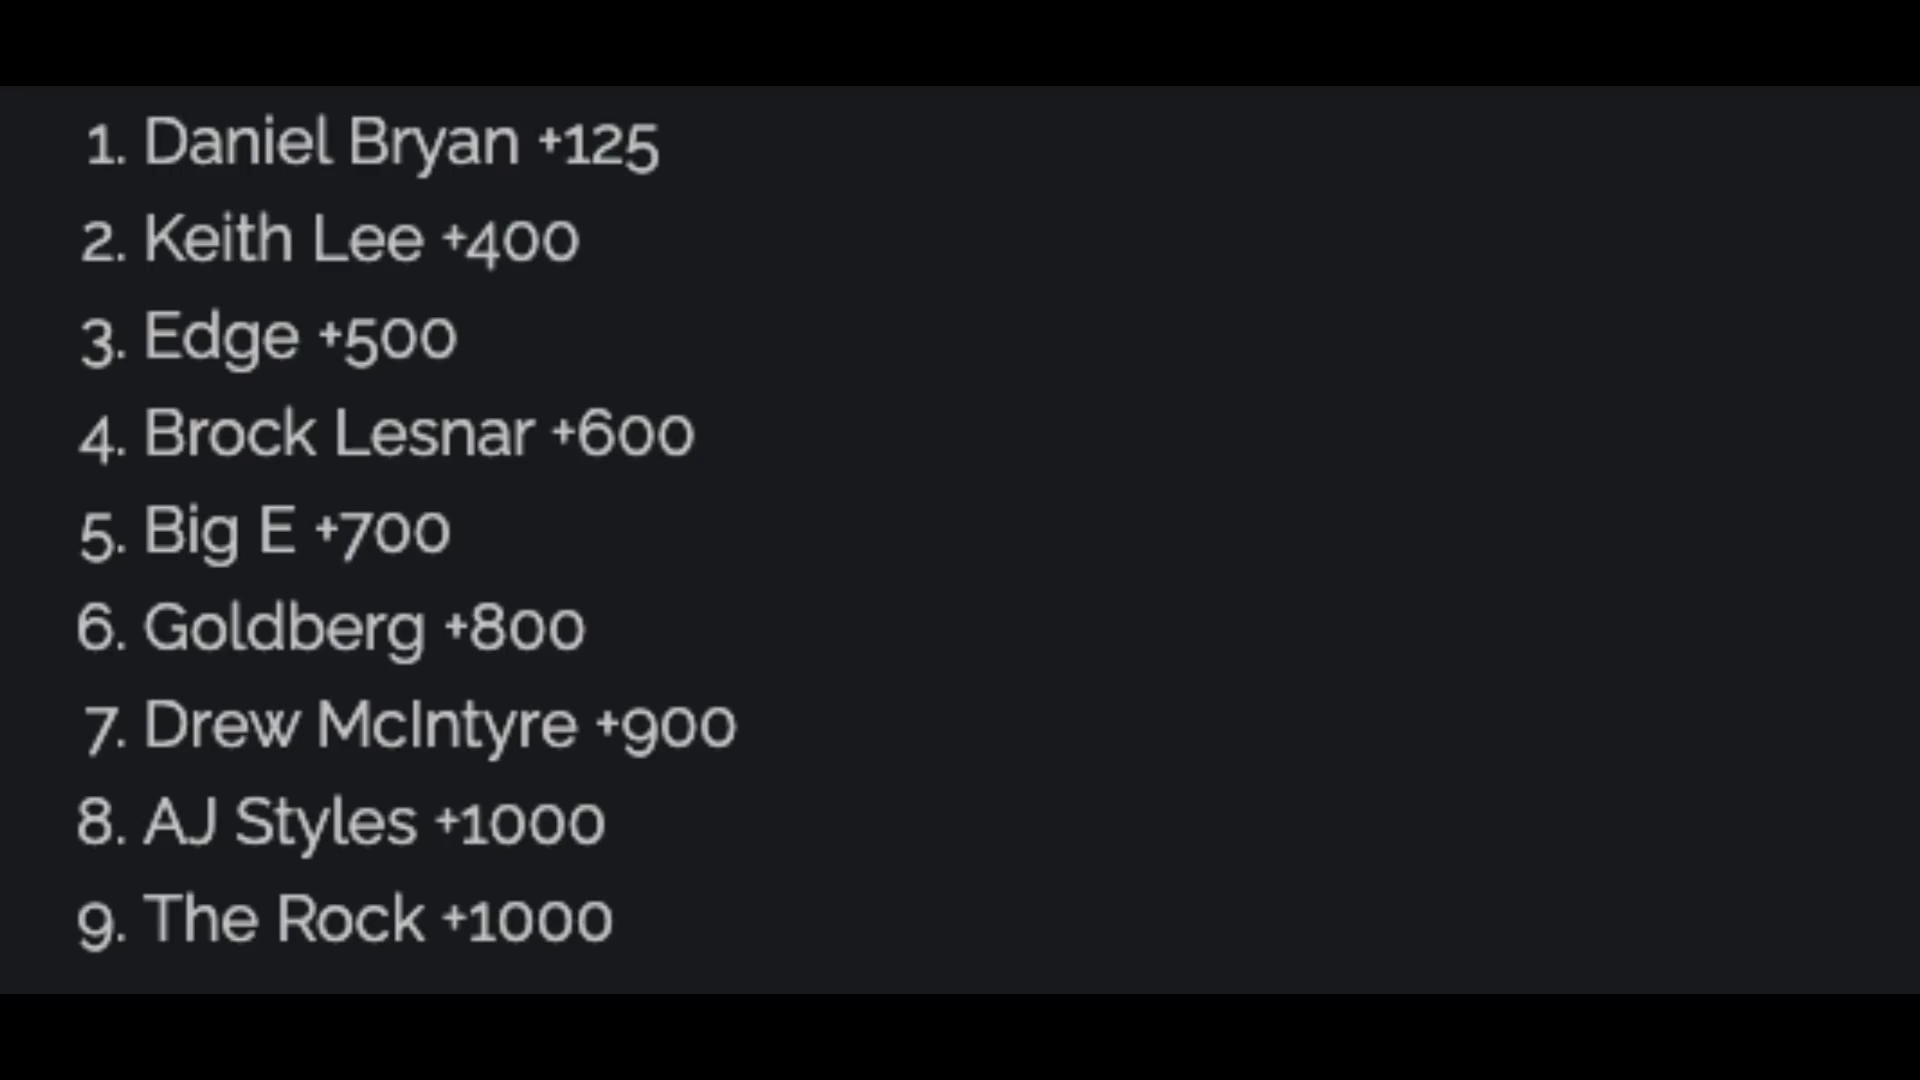 1. Daniel Bryan +125
2. Keith Lee +400
3. Edge +500
4. Brock Lesnar +600
5. Big E +700
6. Goldberg +800
7. Drew McIntyre +900
8. AJ Styles +1000
9. The Rock +1000